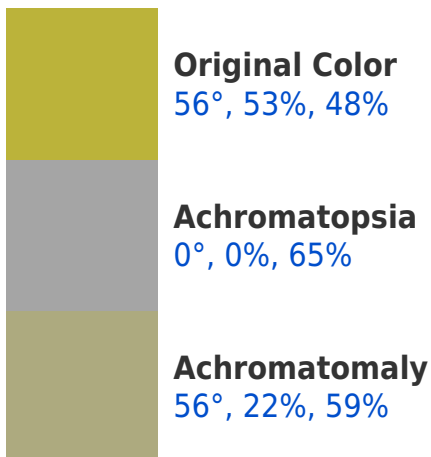 Original Color
56°, 53%, 48%
Achromatopsia
0°, 0%, 65%
Achromatomaly
56°, 22%, 59%